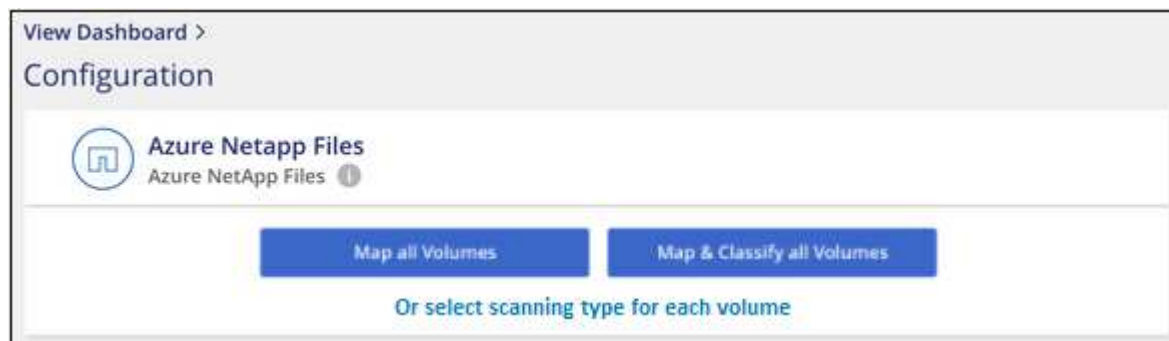 View Dashboard >
Configuration
Azure Netapp Files
Azure NetApp Files i
Map all Volumes Map & Classify all Volumes
Or select scanning type for each volume